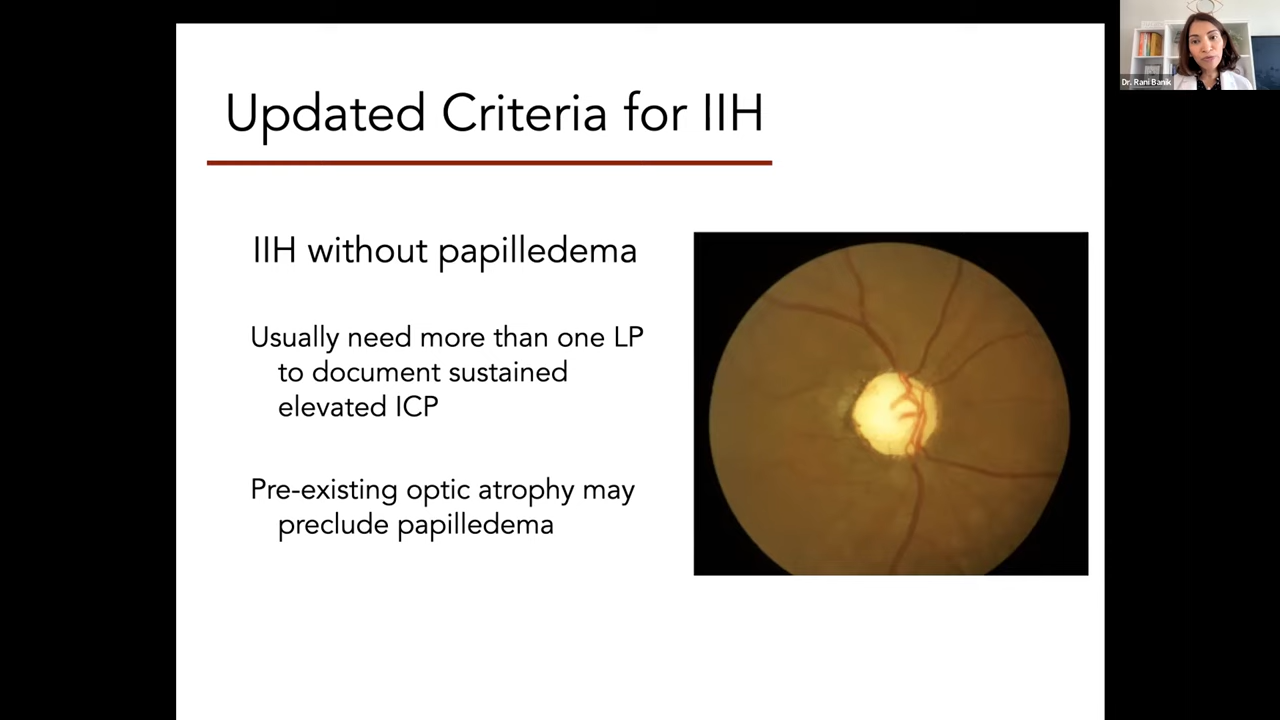 Updated Criteria for IIH
IIH without papilledema
Usually need more than one LP
to document sustained
elevated ICP
Pre-existing optic atrophy may
preclude papilledema
Dr. Rani Banik